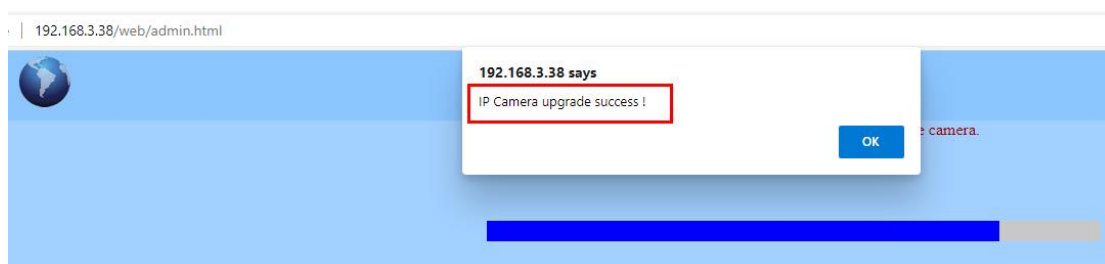 192.168.3.38/web/admin.html
192.168.3.38 says
IP Camera upgrade success !
OK
camera.